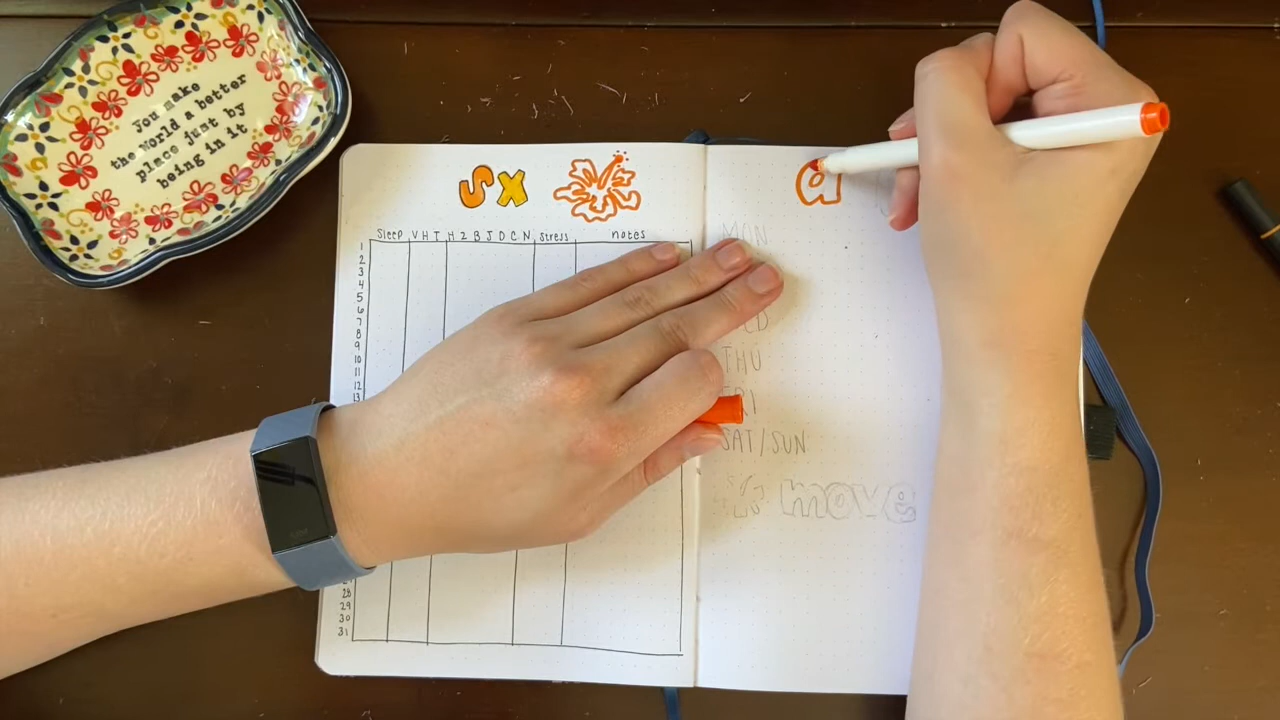 you make
the world a better
place just by
being in it
Sx
a
Sleep V H T H 2 B J D C N Stress notes
1
2
3
4
5
6
7
8
9
10
11
12
13
28
29
30
31
MON
THU
FRI
SAT/SUN
move